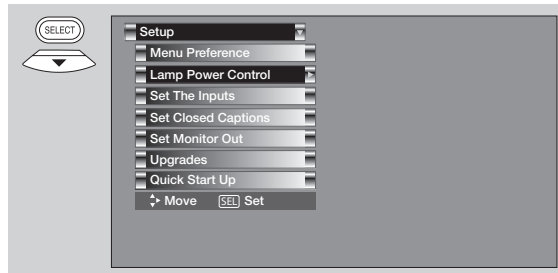 SELECT
Setup
Menu Preference
Lamp Power Control
Set The Inputs
Set Closed Captions
Set Monitor Out
Upgrades
Quick Start Up
Move SEL Set